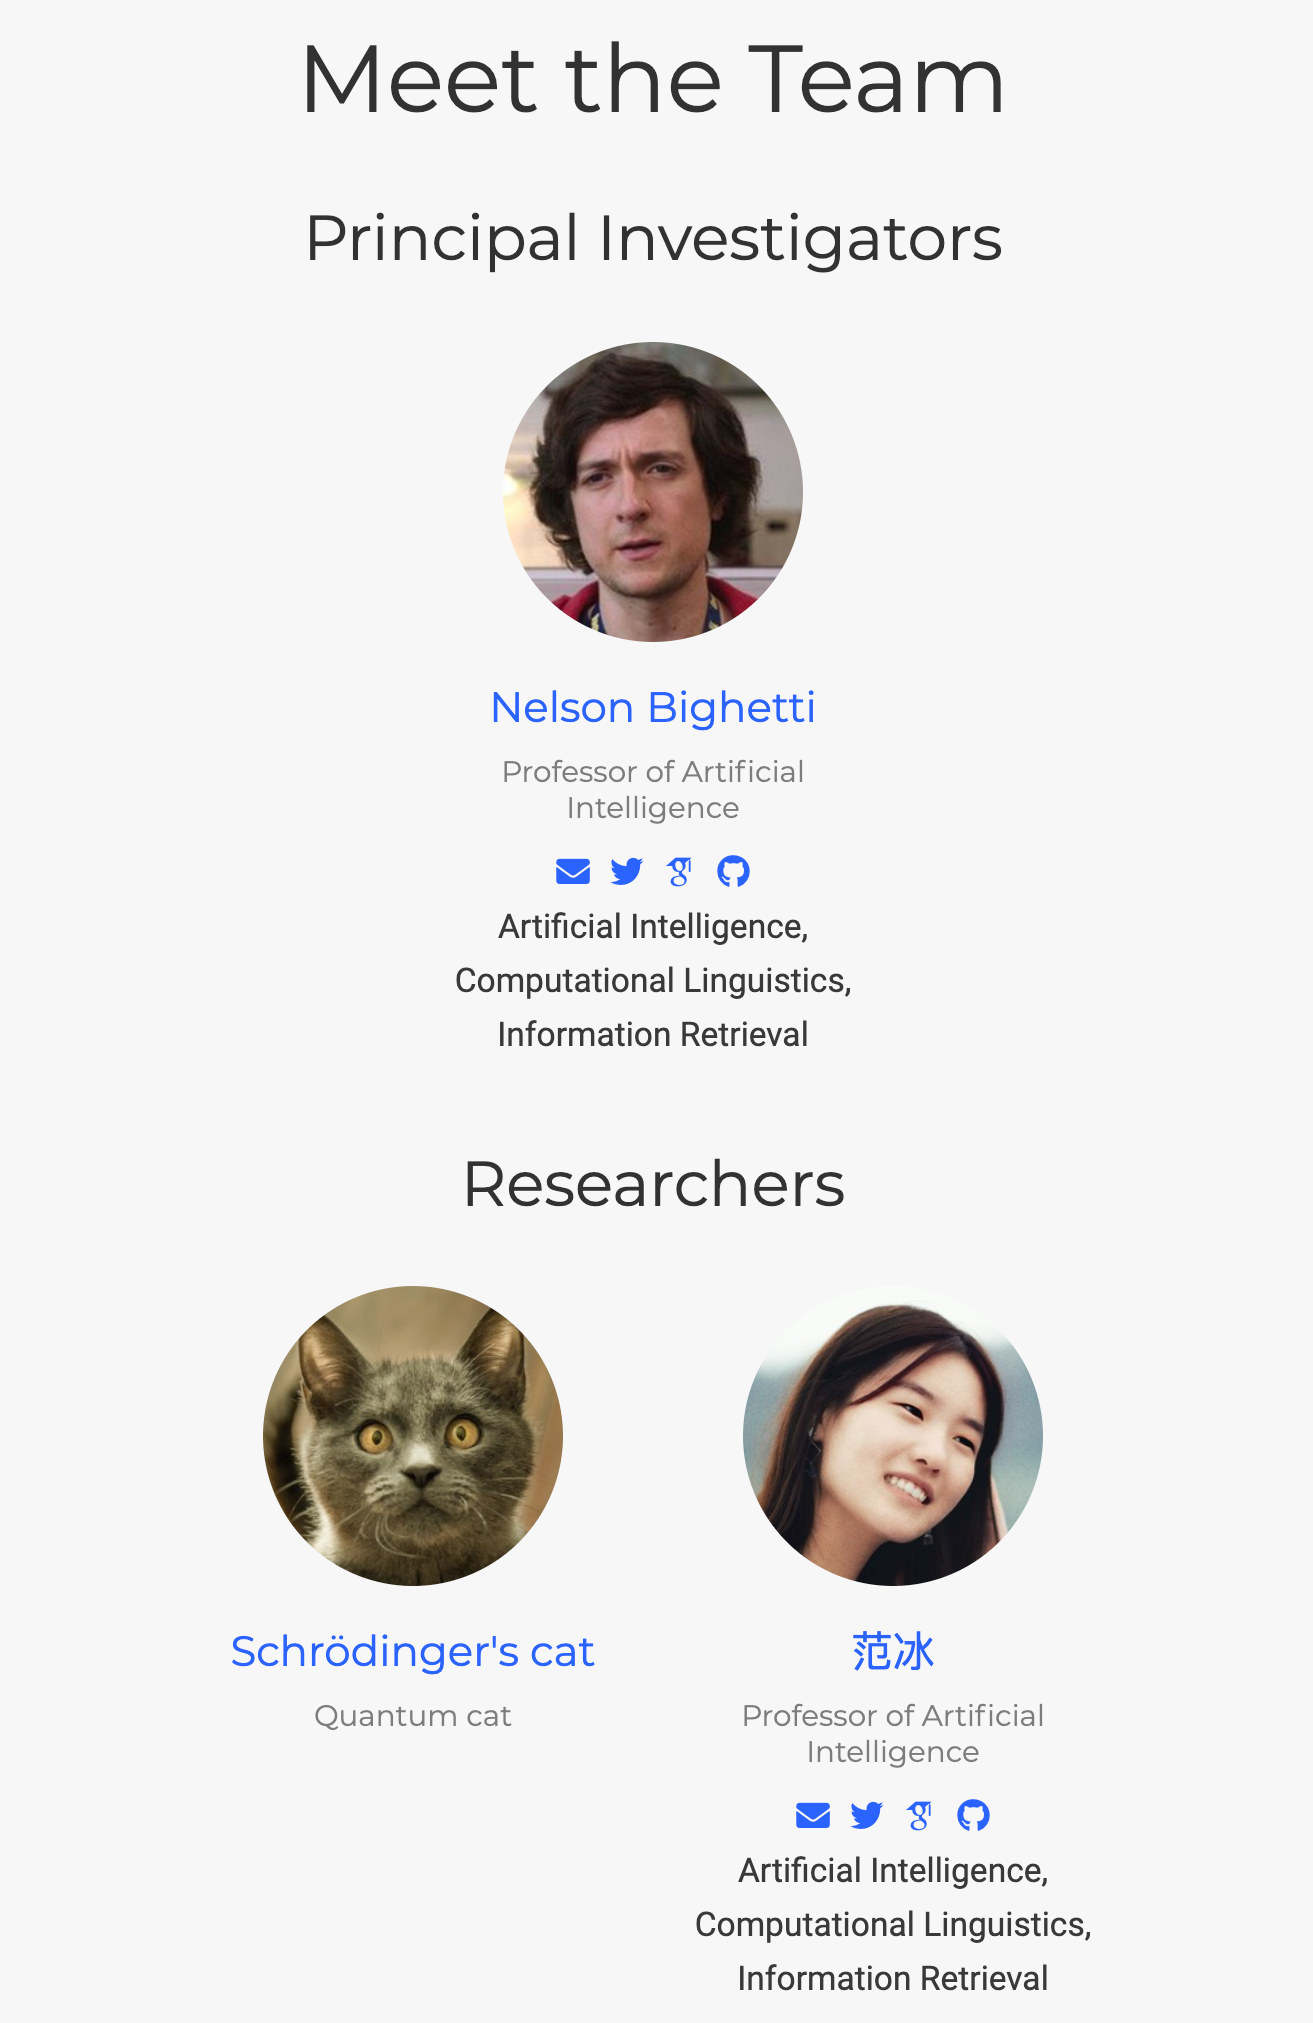 Meet the Team
Principal Investigators
Nelson Bighetti
Professor of Artificial
Intelligence
Artificial Intelligence,
Computational Linguistics,
Information Retrieval
Researchers
Schrödinger's cat
Quantum cat
范冰
Professor of Artificial
Intelligence
Artificial Intelligence,
Computational Linguistics,
Information Retrieval